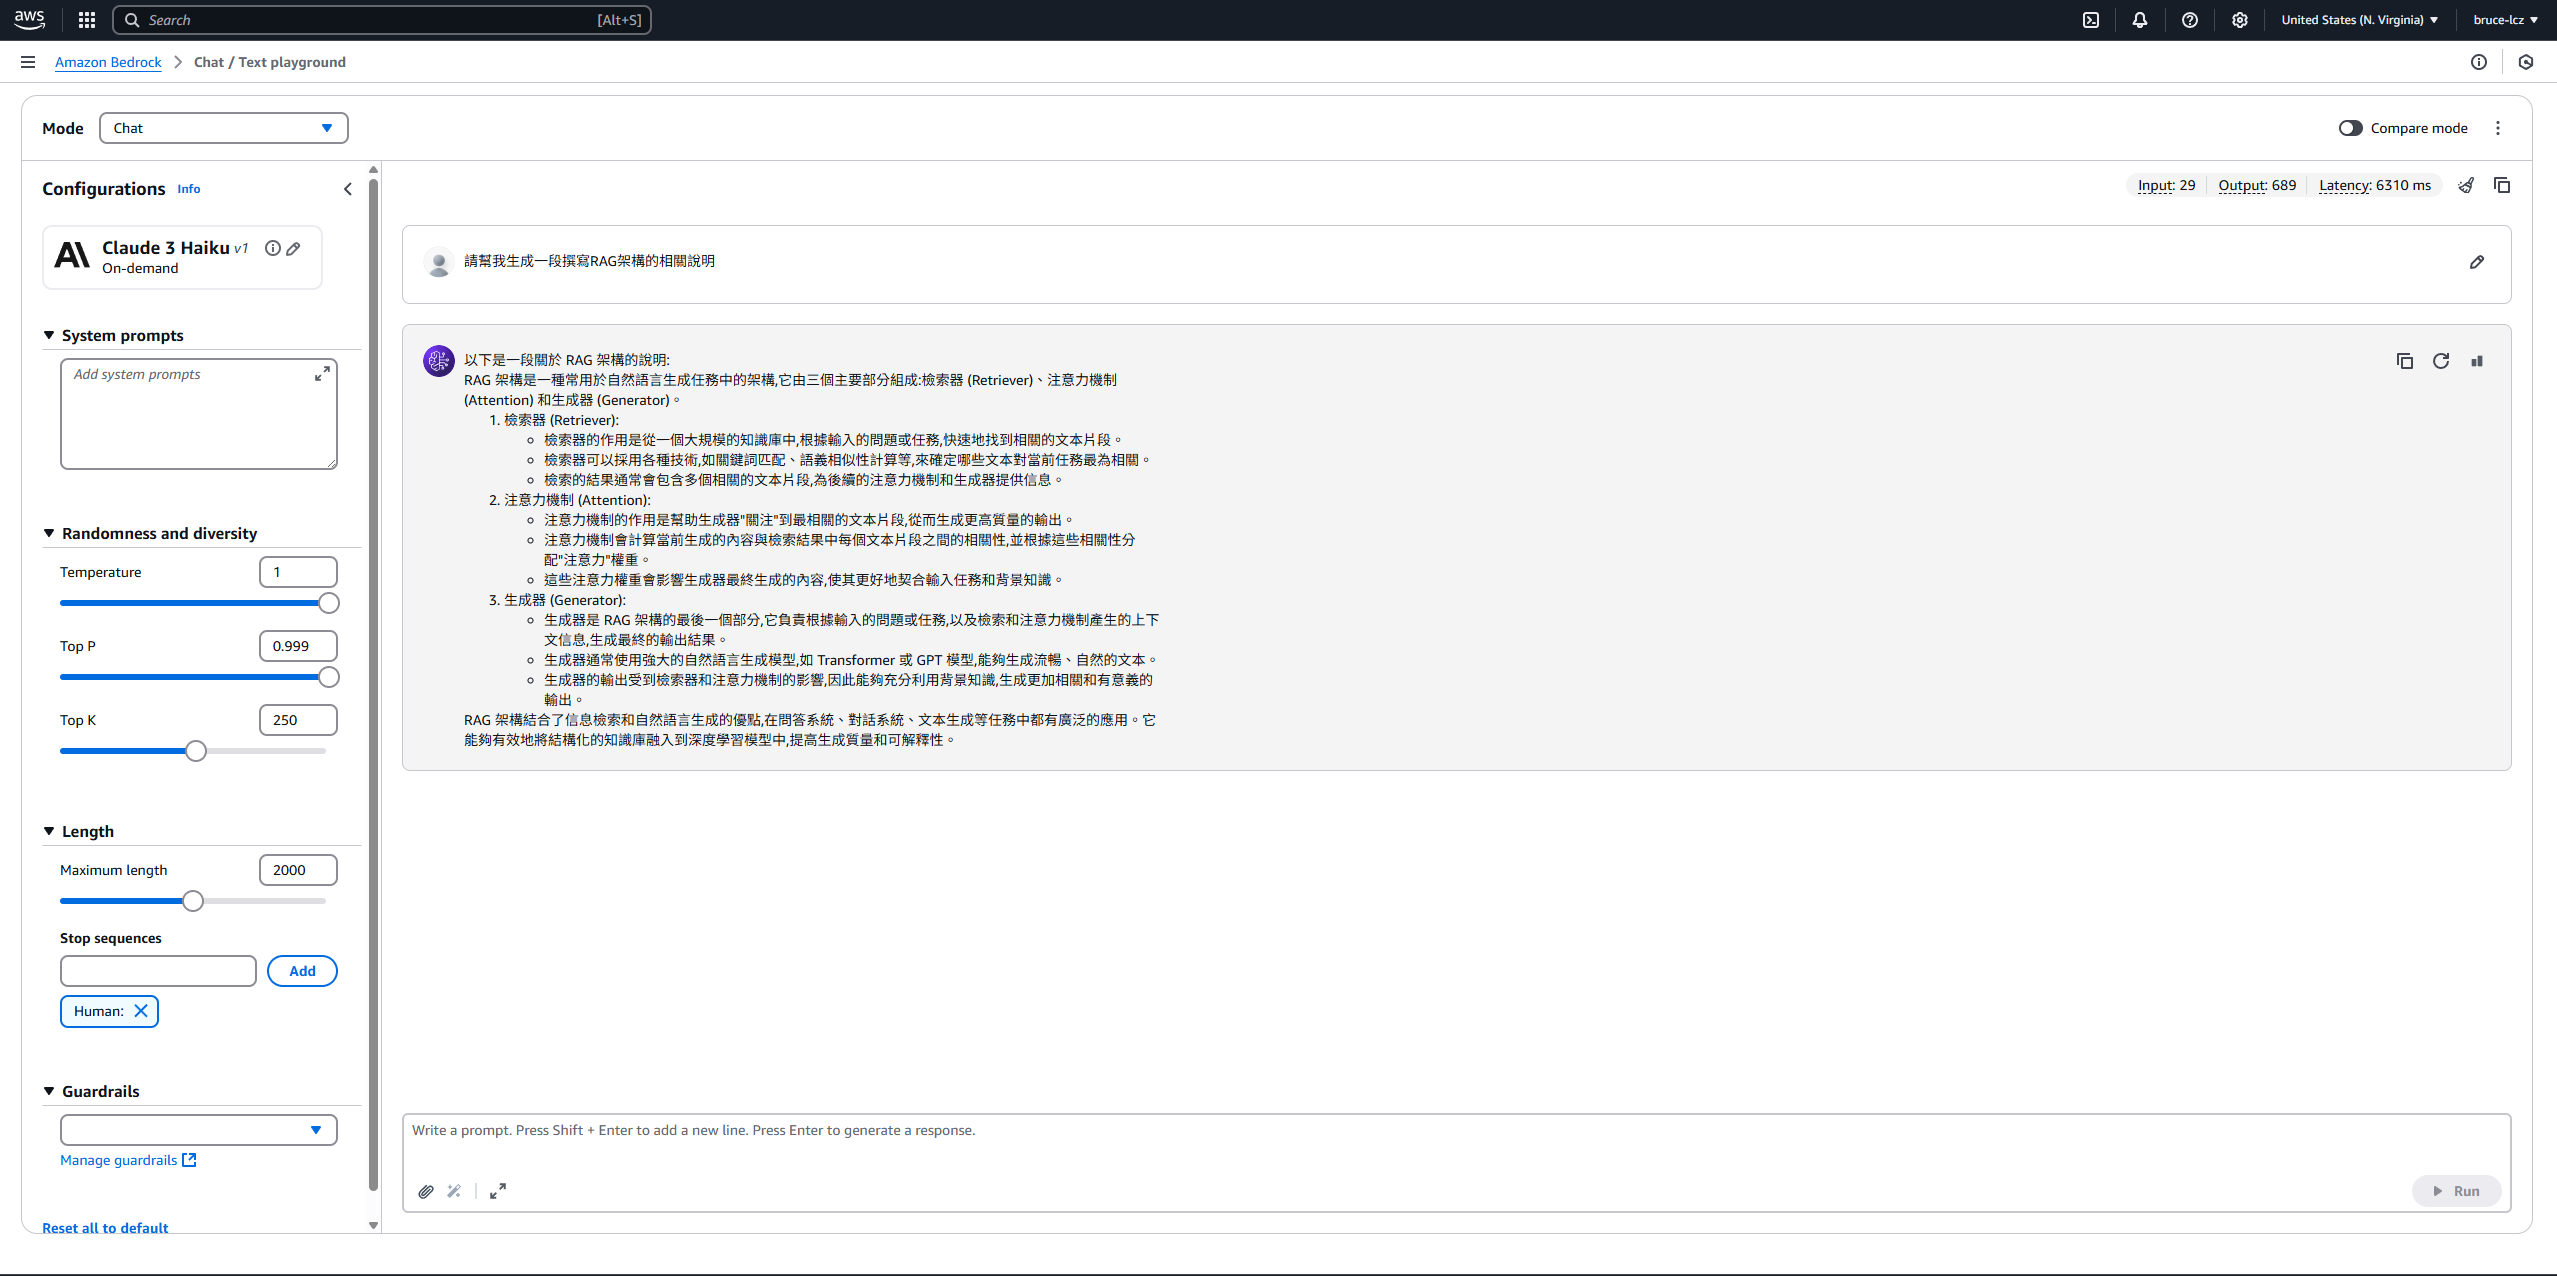 aws
Search
[Alt+S]
United States (N. Virginia)
bruce-lcz
Amazon Bedrock
Chat / Text playground
Mode
Chat
Compare mode
Configurations
Info
Claude 3 Haiku v1
On-demand
System prompts
Add system prompts
Randomness and diversity
Temperature
1
Top P
0.999
Top K
250
Length
Maximum length
2000
Stop sequences
Add
Human:
Guardrails
Manage guardrails
Reset all to default
Input: 29
Output: 689
Latency: 6310 ms
請幫我生成一段撰寫RAG架構的相關說明
以下是一段關於 RAG 架構的說明:
RAG 架構是一種常用於自然語言生成任務中的架構,它由三個主要部分組成:檢索器 (Retriever)、注意力機制
(Attention) 和生成器 (Generator)。
1. 檢索器 (Retriever):
檢索器的作用是從一個大規模的知識庫中,根據輸入的問題或任務,快速地找到相關的文本片段。
檢索器可以採用各種技術,如關鍵詞匹配、語義相似性計算等,來確定哪些文本對當前任務最為相關。
檢索的結果通常會包含多個相關的文本片段,為後續的注意力機制和生成器提供信息。
2. 注意力機制 (Attention):
注意力機制的作用是幫助生成器"關注"到最相關的文本片段,從而生成更高質量的輸出。
注意力機制會計算當前生成的內容與檢索結果中每個文本片段之間的相關性,並根據這些相關性分
配"注意力"權重。
這些注意力權重會影響生成器最終生成的內容,使其更好地契合輸入任務和背景知識。
3. 生成器 (Generator):
生成器是 RAG 架構的最後一個部分,它負責根據輸入的問題或任務,以及檢索和注意力機制產生的上下
文信息,生成最終的輸出結果。
生成器通常使用強大的自然語言生成模型,如 Transformer 或 GPT 模型,能夠生成流暢、自然的文本。
生成器的輸出受到檢索器和注意力機制的影響,因此能夠充分利用背景知識,生成更加相關和有意義的
輸出。
RAG 架構結合了信息檢索和自然語言生成的優點,在問答系統、對話系統、文本生成等任務中都有廣泛的應用。它
能夠有效地將結構化的知識庫融入到深度學習模型中,提高生成質量和可解釋性。
Write a prompt. Press Shift + Enter to add a new line. Press Enter to generate a response.
Run